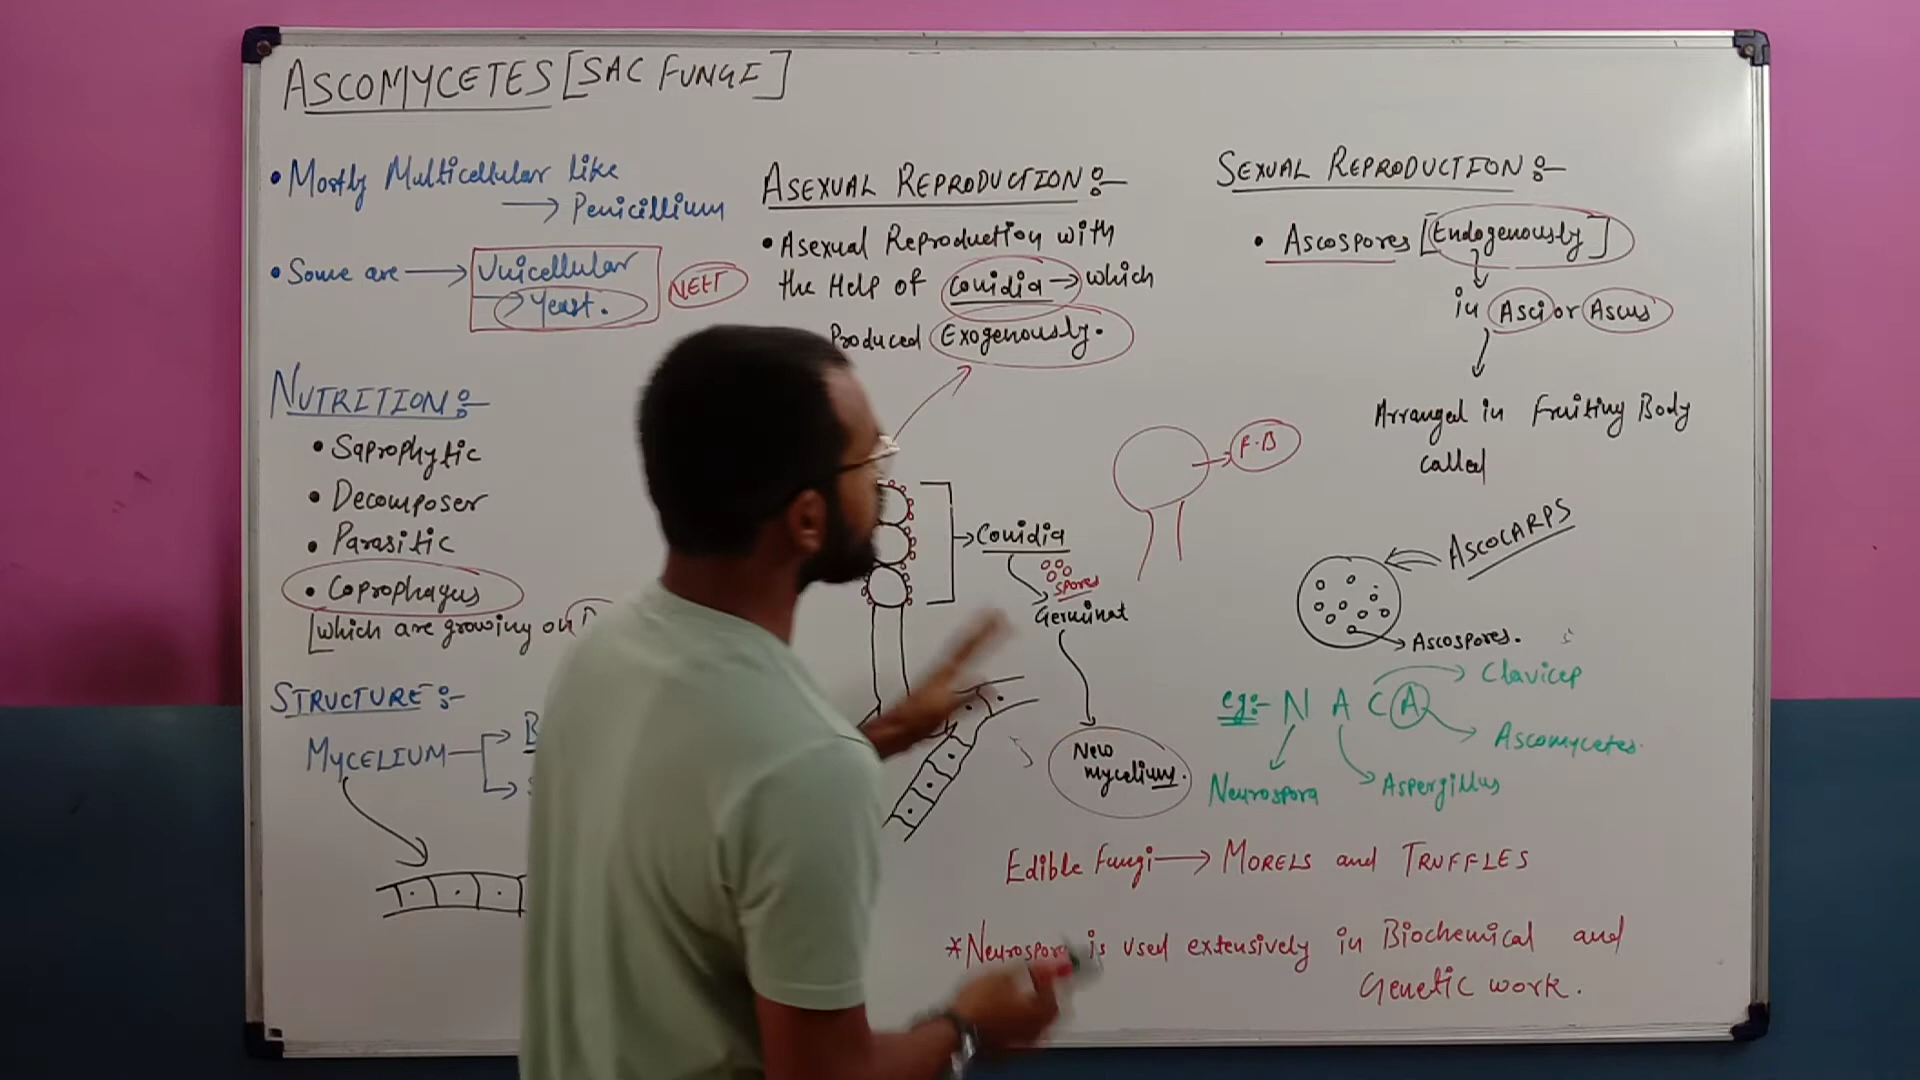 ASCOMYCETES [SAC FUNGI]
• Mostly Multicellular like
→ Penicillium
• Some are → Unicellular
→ Yeast.
NEET
NUTRITION:-
• Saprophytic
• Decomposer
• Parasitic
• Coprophagus
[which are growing on D
STRUCTURE:-
MYCELIUM
B
ASEXUAL REPRODUCTION:-
• Asexual Reproduction with
the Help of Conidia → which
Produced Exogenously.
F.B
Conidia
Spores
Germinat
New
mycelium.
SEXUAL REPRODUCTION:-
• Ascospores [Endogenously]
in Asci or Ascus
Arranged in Fruiting Body
called
ASCOCARPS
→ Ascospores.
Clavicep
eg:- N A C A
Ascomycetes.
Neurospora
Aspergillus
Edible Fungi → MORELS and TRUFFLES
*Neurospora is used extensively in Biochemical and
Genetic work.